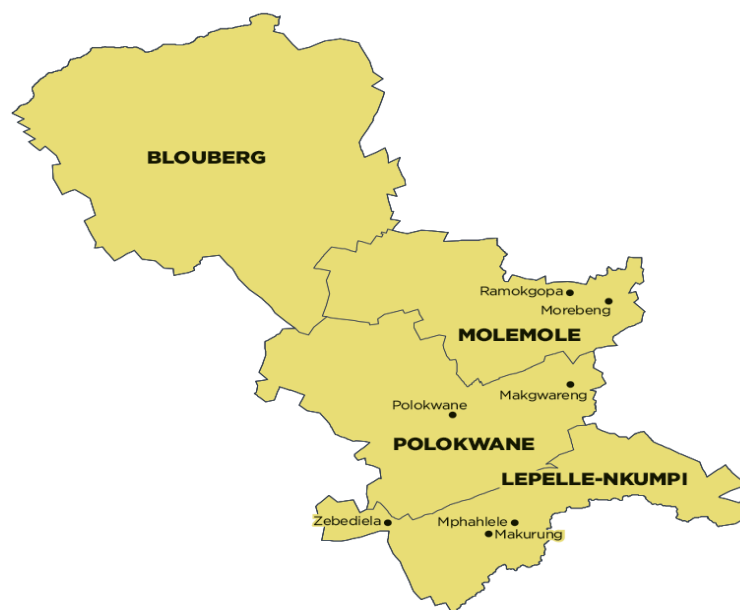 BLOUBERG
Ramokgopa
Morebeng
MOLEMOLE
Makgwareng
Polokwane
POLOKWANE
LEPELLE-NKUMPI
Zebediela
Mphahlele
Makurung